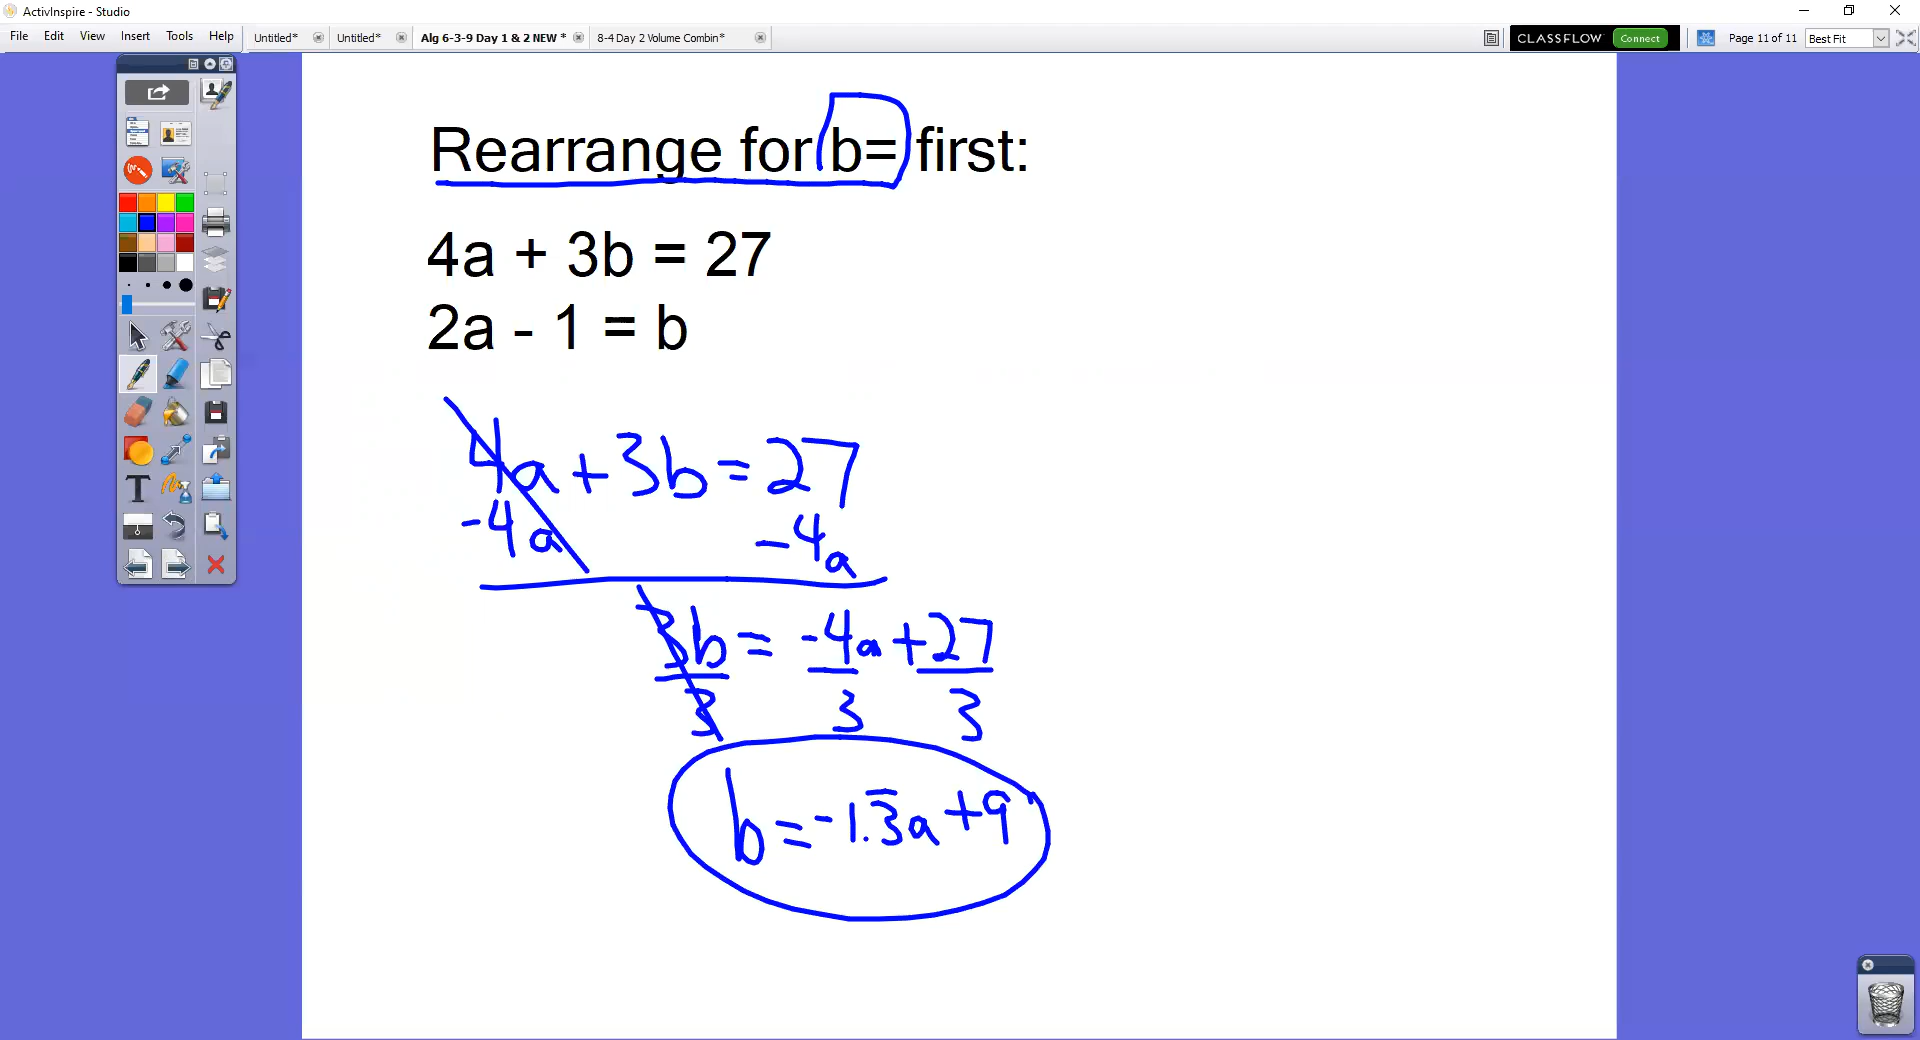 ActivInspire - Studio
File Edit View Insert Tools Help Untitled* Untitled* Alg 6-3-9 Day 1 & 2 NEW * 8-4 Day 2 Volume Combin* CLASSFLOW Connect Page 11 of 11 Best Fit
Rearrange for b= first:
4a + 3b = 27
2a - 1 = b
4a + 3b = 27
-4a -4a
3b = -4a + 27
3 3 3
b = -1.3̅a + 9
T